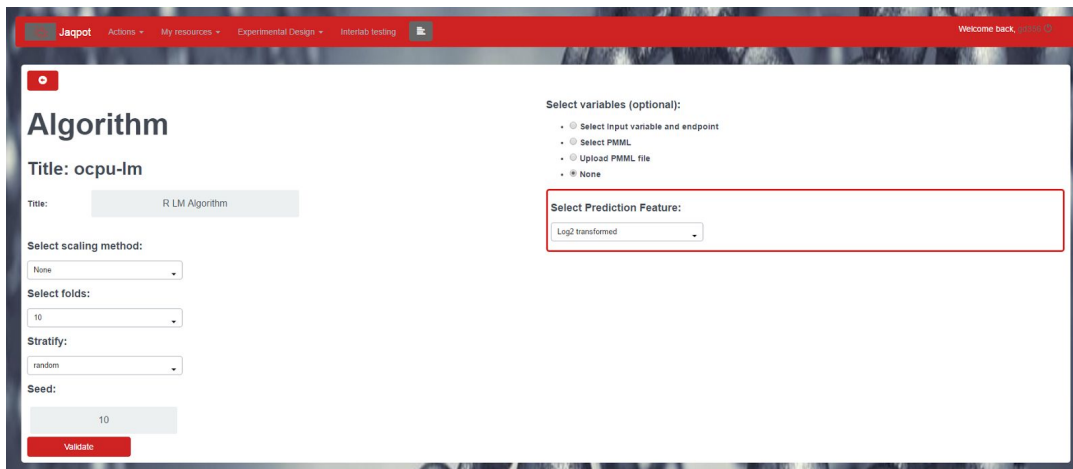 Jaqpot Actions My resources Experimental Design Interlab testing Welcome back,
Algorithm
Title: ocpu-lm
Title: R LM Algorithm
Select scaling method:
None
Select folds:
10
Stratify:
random
Seed:
10
Validate
Select variables (optional):
Select Input variable and endpoint
Select PMML
Upload PMML file
None
Select Prediction Feature:
Log2 transformed